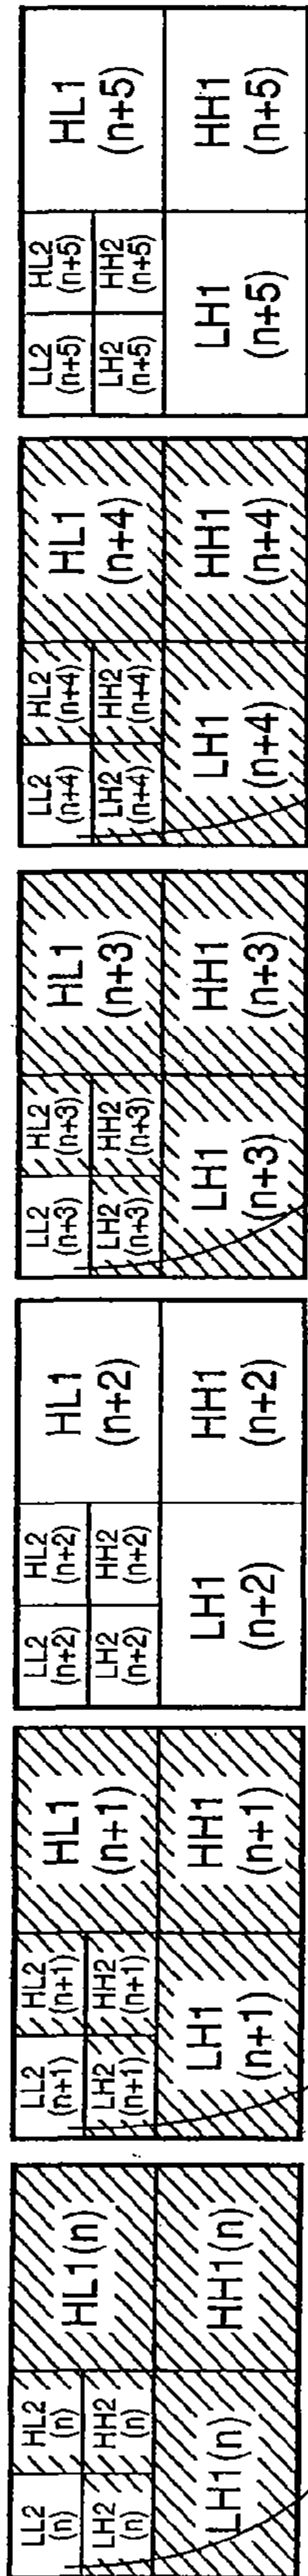 LL2
(n)
HL2
(n)
HL1(n)
LH2
(n)
HH2
(n)
LH1(n)
HH1(n)
LL2
(n+1)
HL2
(n+1)
HL1
(n+1)
LH2
(n+1)
HH2
(n+1)
LH1
(n+1)
HH1
(n+1)
LL2
(n+2)
HL2
(n+2)
HL1
(n+2)
LH2
(n+2)
HH2
(n+2)
LH1
(n+2)
HH1
(n+2)
LL2
(n+3)
HL2
(n+3)
HL1
(n+3)
LH2
(n+3)
HH2
(n+3)
LH1
(n+3)
HH1
(n+3)
LL2
(n+4)
HL2
(n+4)
HL1
(n+4)
LH2
(n+4)
HH2
(n+4)
LH1
(n+4)
HH1
(n+4)
LL2
(n+5)
HL2
(n+5)
HL1
(n+5)
LH2
(n+5)
HH2
(n+5)
LH1
(n+5)
HH1
(n+5)